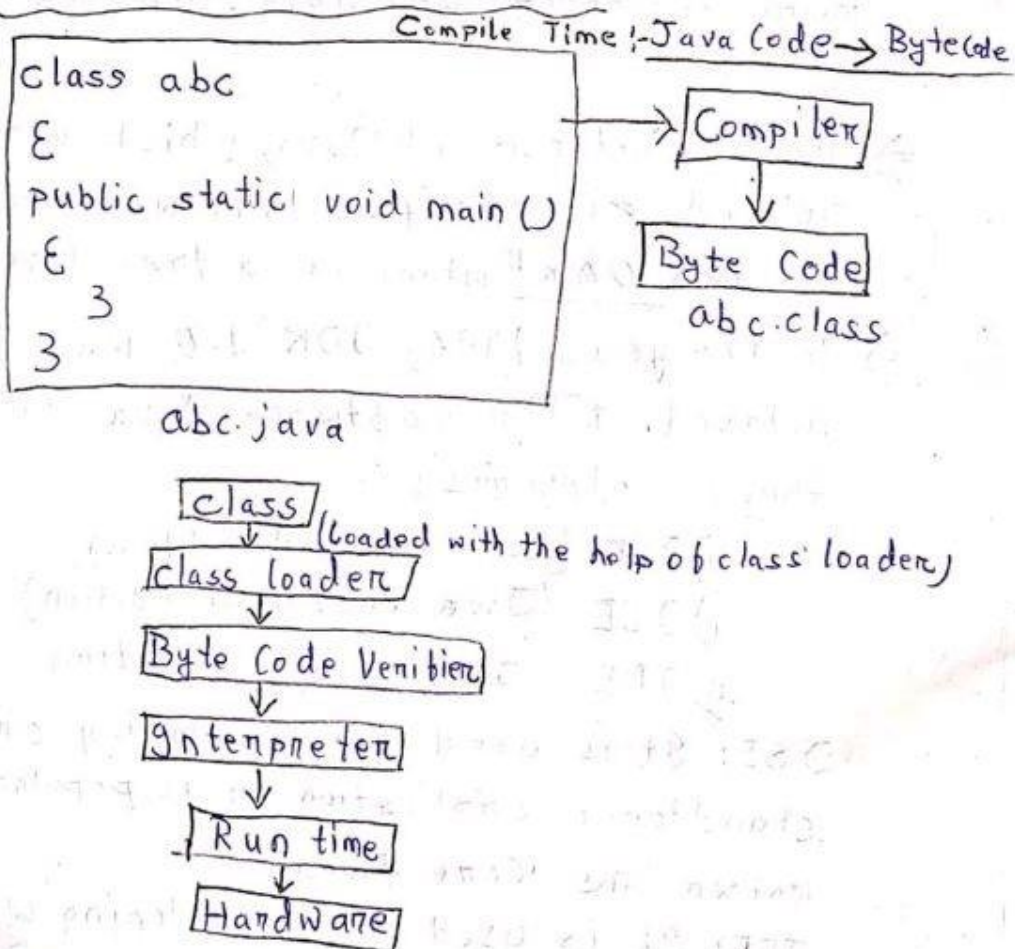 Compile Time :- Java Code → ByteCode
class abc
{
public static void main ()
{
}
}
abc.java
Compiler
Byte Code
abc.class
class
(Loaded with the help of class loader)
class loader
Byte Code Verifier
Interpreter
Run time
Hardware